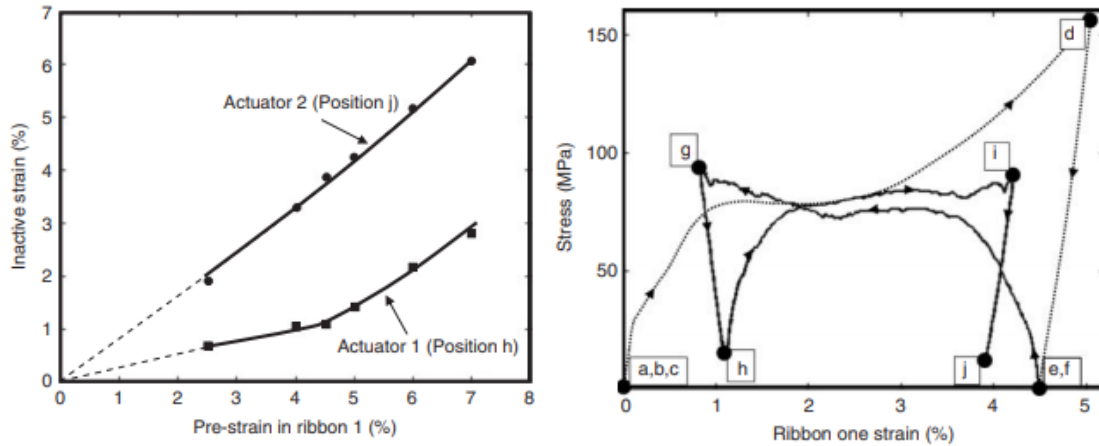 7
6
5
4
3
2
1
0
Inactive strain (%)
Actuator 2 (Position j)
Actuator 1 (Position h)
0 1 2 3 4 5 6 7 8
Pre-strain in ribbon 1 (%)
150
100
50
Stress (MPa)
d
g
i
h
j
a,b,c
e,f
0 1 2 3 4 5
Ribbon one strain (%)